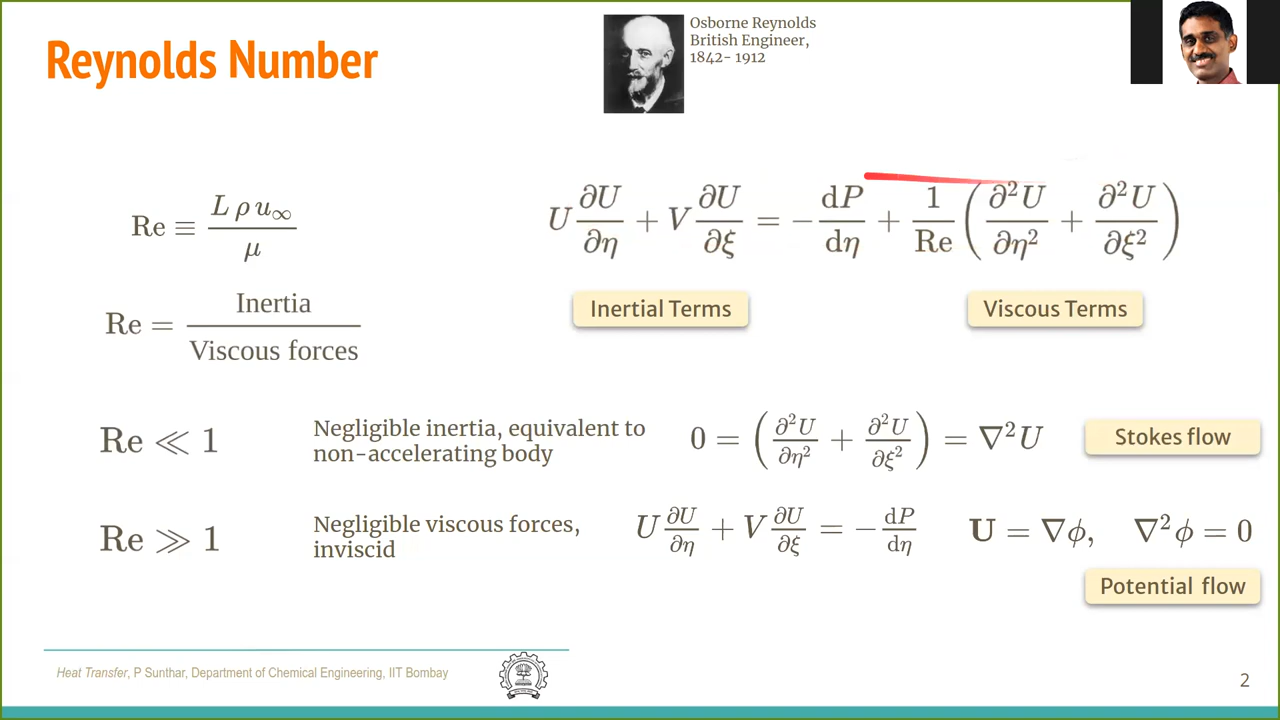 Reynolds Number
Osborne Reynolds
British Engineer,
1842- 1912
Re ≡ L ρ u∞ / μ
U ∂U/∂η + V ∂U/∂ξ = − dP/dη + 1/Re ( ∂²U/∂η² + ∂²U/∂ξ² )
Inertial Terms
Viscous Terms
Re = Inertia / Viscous forces
Re ≪ 1
Negligible inertia, equivalent to
non-accelerating body
0 = ( ∂²U/∂η² + ∂²U/∂ξ² ) = ∇²U
Stokes flow
Re ≫ 1
Negligible viscous forces,
inviscid
U ∂U/∂η + V ∂U/∂ξ = − dP/dη
U = ∇ϕ, ∇²ϕ = 0
Potential flow
Heat Transfer, P Sunthar, Department of Chemical Engineering, IIT Bombay
2